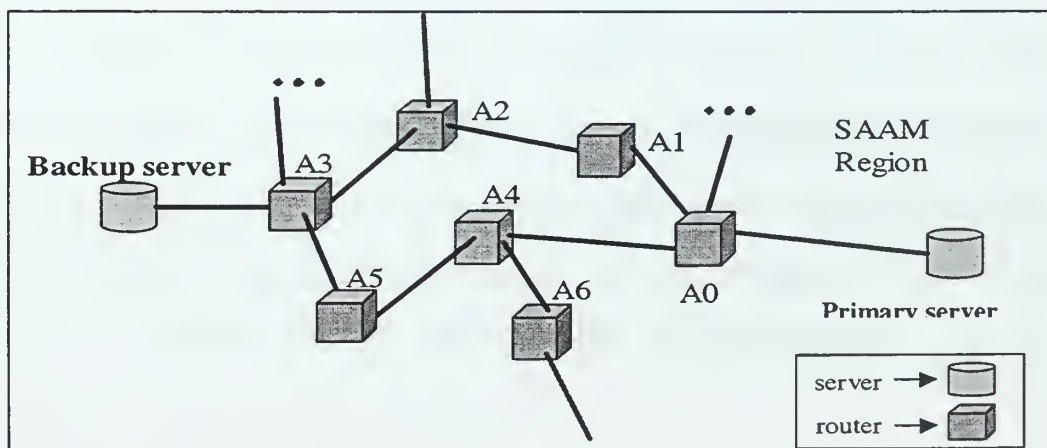 • • •
A2
• • •
SAAM
Region
A1
Backup server
A3
A4
A5
A6
A0
Primary server
server
router